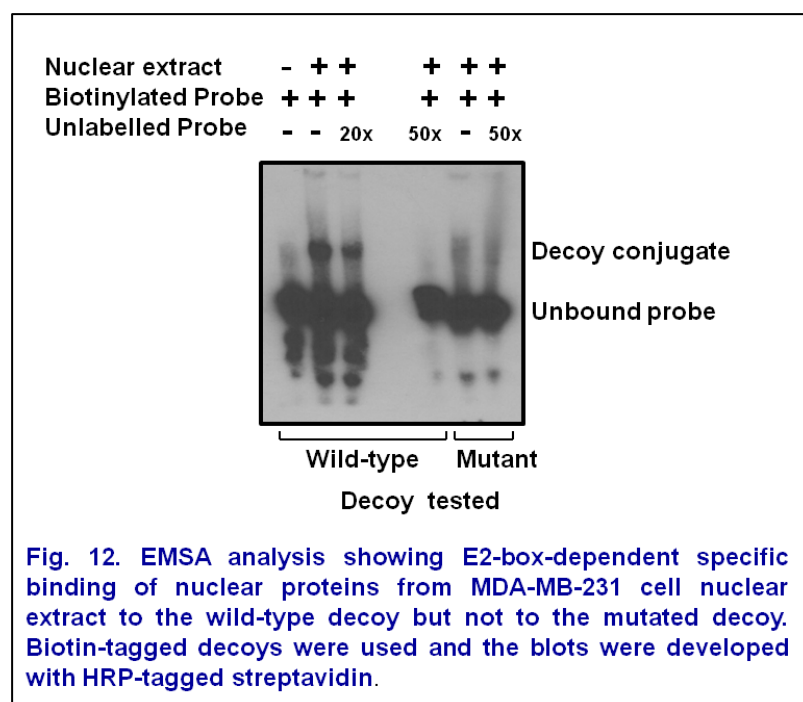 Nuclear extract - + + + + +
Biotinylated Probe + + + + + +
Unlabelled Probe - - 20x 50x - 50x
Decoy conjugate
Unbound probe
Wild-type Mutant
Decoy tested
Fig. 12. EMSA analysis showing E2-box-dependent specific
binding of nuclear proteins from MDA-MB-231 cell nuclear
extract to the wild-type decoy but not to the mutated decoy.
Biotin-tagged decoys were used and the blots were developed
with HRP-tagged streptavidin.